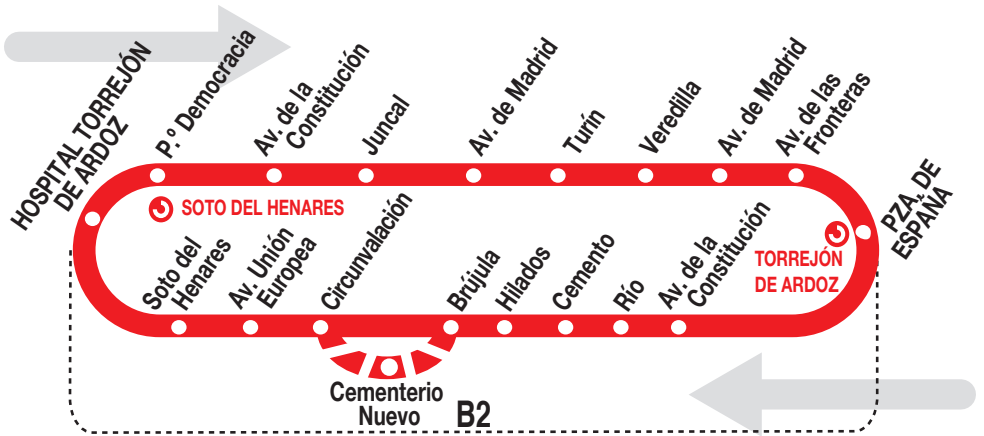 HOSPITAL TORREJÓN
DE ARDOZ
P.º Democracia
Av. de la
Constitución
Juncal
Av. de Madrid
Turín
Veredilla
Av. de Madrid
Av. de las
Fronteras
PZA. DE
ESPAÑA
SOTO DEL HENARES
TORREJÓN
DE ARDOZ
Soto del
Henares
Av. Unión
Europea
Circunvalación
Brújula
Hilados
Cemento
Río
Av. de la
Constitución
Cementerio
Nuevo
B2